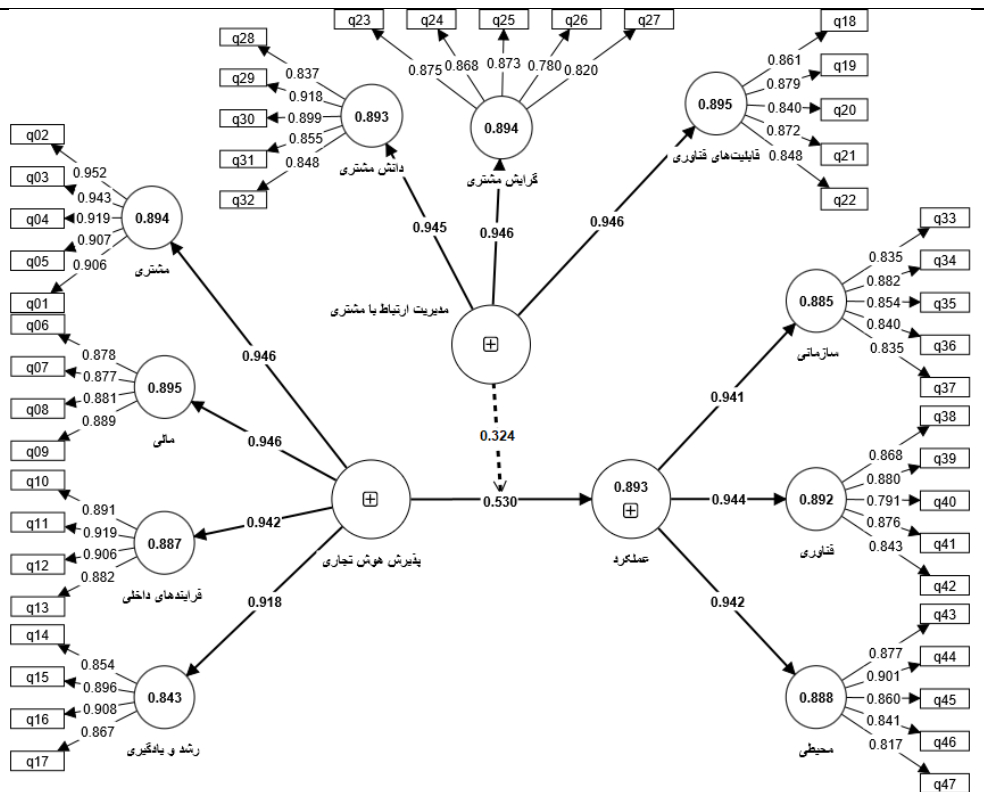 q23
q24
q25
q26
q27
q18
q28
q29
q30
q31
q32
q19
q20
q21
q22
0.875
0.868
0.873
0.780
0.820
0.861
0.879
0.840
0.872
0.848
0.837
0.918
0.899
0.855
0.848
0.893
0.894
0.895
دانش مشتری
گرایش مشتری
قابلیت‌های فناوری
q02
q03
q04
q05
q01
0.952
0.943
0.919
0.907
0.906
0.894
مشتری
0.945
0.946
0.946
مدیریت ارتباط با مشتری
q33
q34
q35
q36
q37
0.835
0.882
0.854
0.840
0.835
0.885
سازمانی
q06
q07
q08
q09
0.878
0.877
0.881
0.889
0.895
مالی
0.946
0.946
0.324
0.941
q10
q11
q12
q13
0.891
0.919
0.906
0.882
0.887
فرایندهای داخلی
0.942
پذیرش هوش تجاری
0.530
0.893
عملکرد
0.944
q38
q39
q40
q41
q42
0.868
0.880
0.791
0.876
0.843
0.892
فناوری
q14
q15
q16
q17
0.854
0.896
0.908
0.867
0.843
رشد و یادگیری
0.918
0.942
q43
q44
q45
q46
q47
0.877
0.901
0.860
0.841
0.817
0.888
محیطی